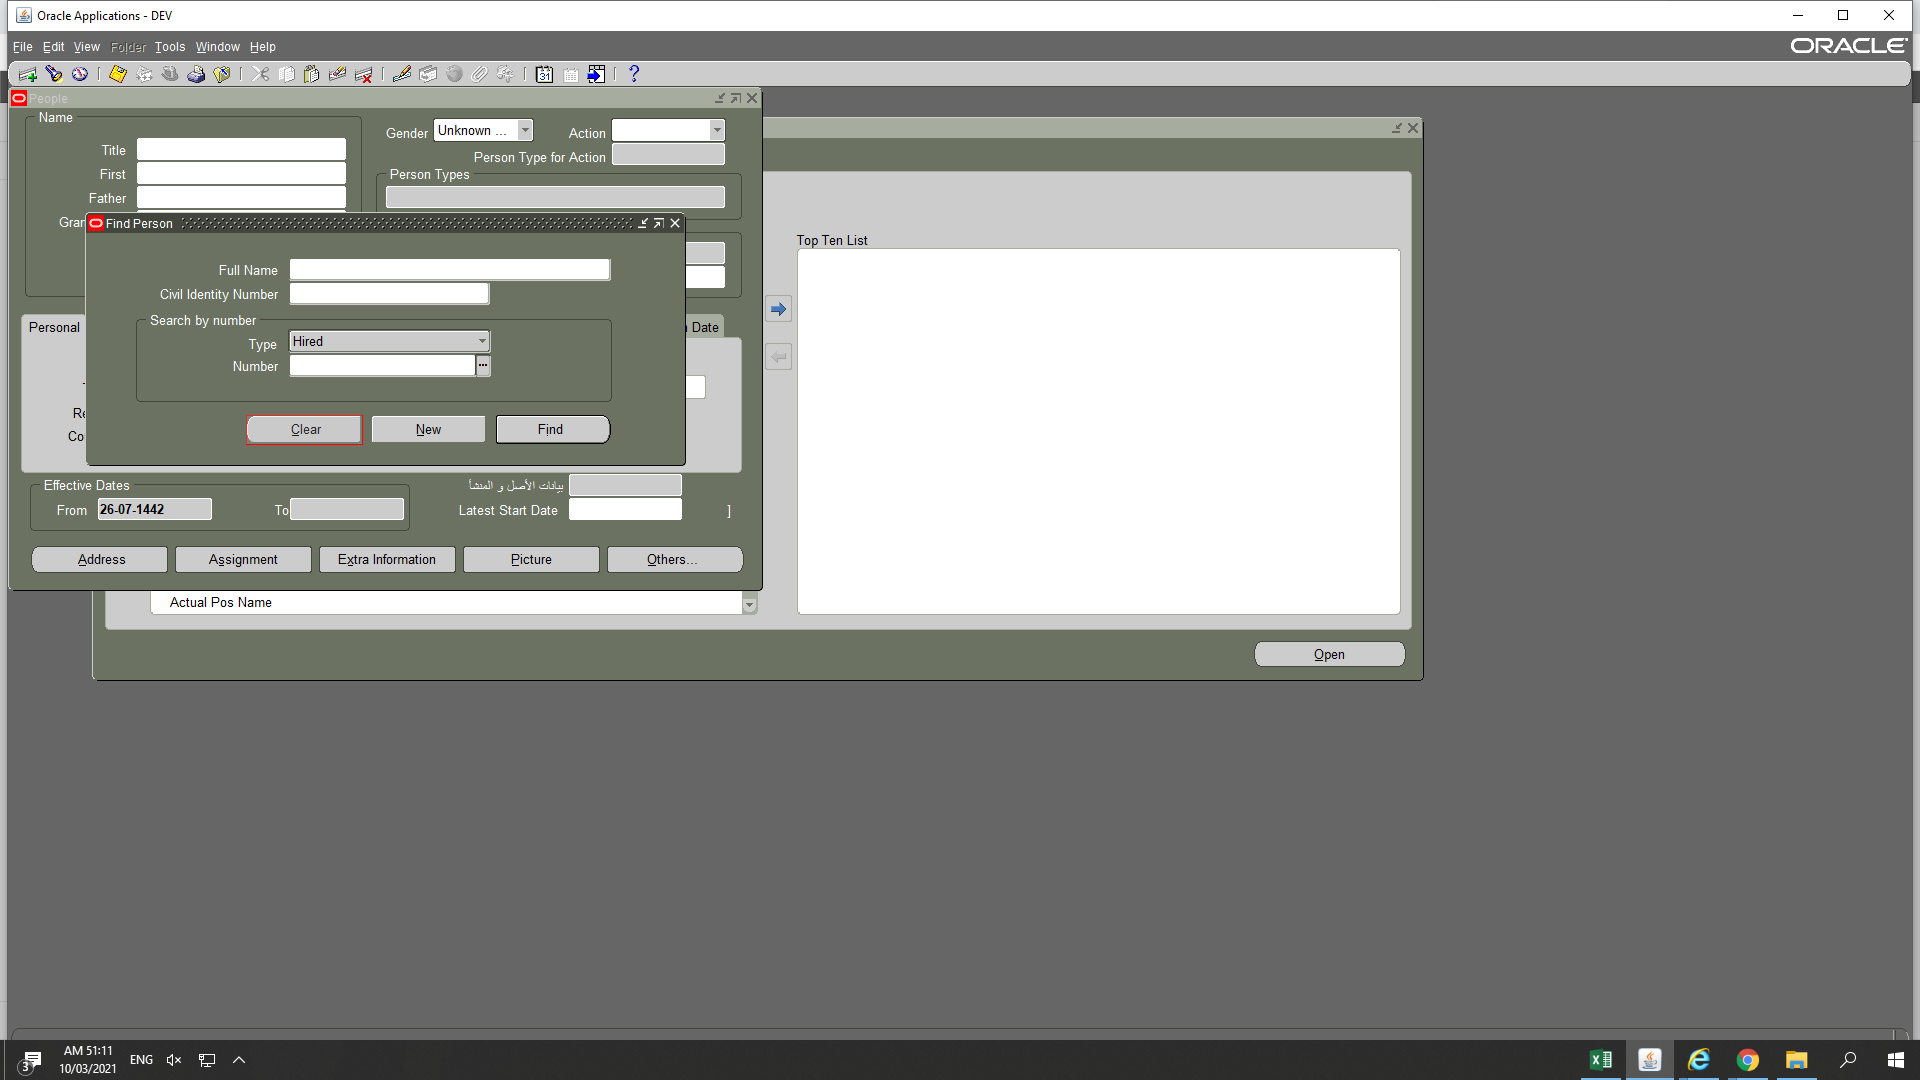 Oracle Applications - DEV
File Edit View Folder Tools Window Help
ORACLE
People
Name
Title
First
Father
Gran
Gender Unknown ... Action
Person Type for Action
Person Types
Find Person
Full Name
Civil Identity Number
Search by number
Type Hired
Number
Clear New Find
Personal
Date
Re
Co
Effective Dates
From 26-07-1442 To
بيانات الأصل و المنشأ
Latest Start Date ]
Address Assignment Extra Information Picture Others...
Top Ten List
Actual Pos Name
Open
3
AM 51:11
10/03/2021
ENG
31